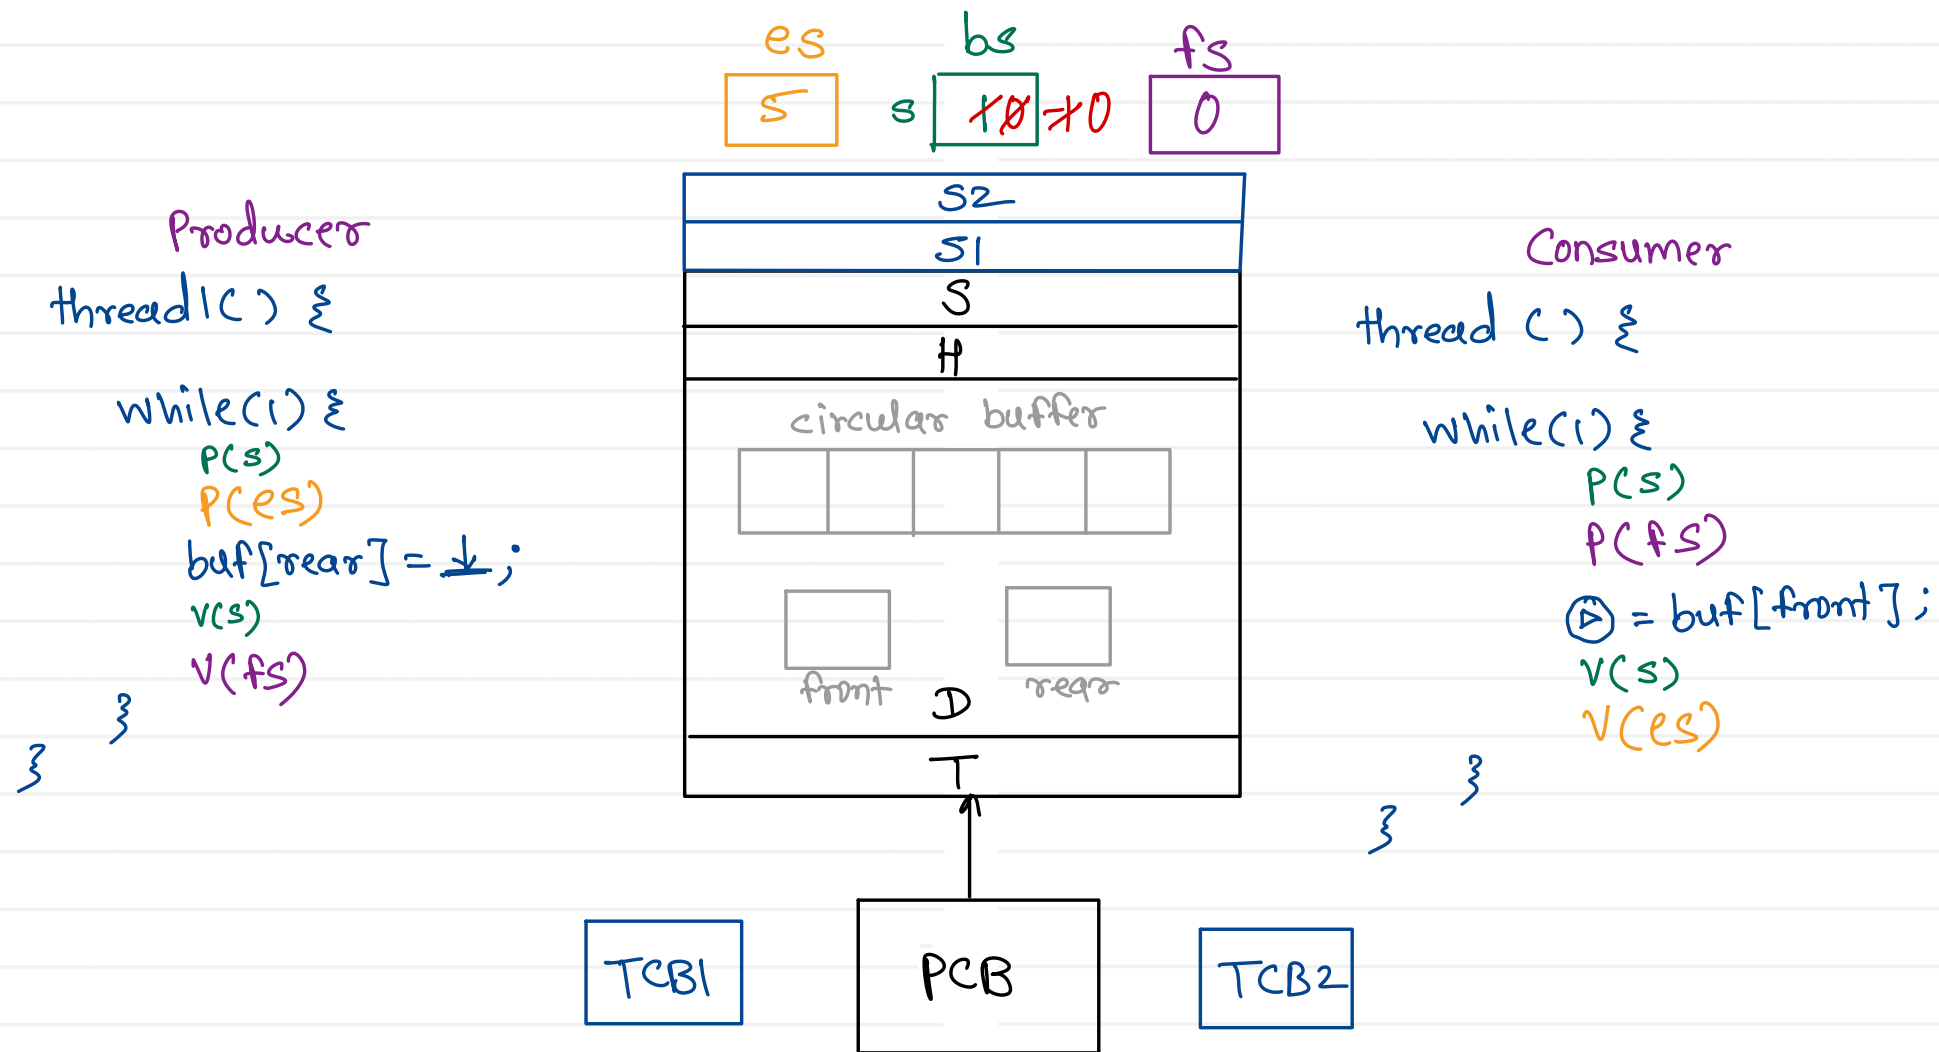 es bs fs
5 s 10 10 0
S2
S1
S
H
circular buffer
front rear
D
T
PCB
TCB1
TCB2
Producer
thread1() {
while(1) {
P(s)
P(es)
buf[rear] = ↓;
V(s)
V(fs)
}
}
Consumer
thread () {
while(1) {
P(s)
P(fs)
▷ = buf[front];
V(s)
V(es)
}
}